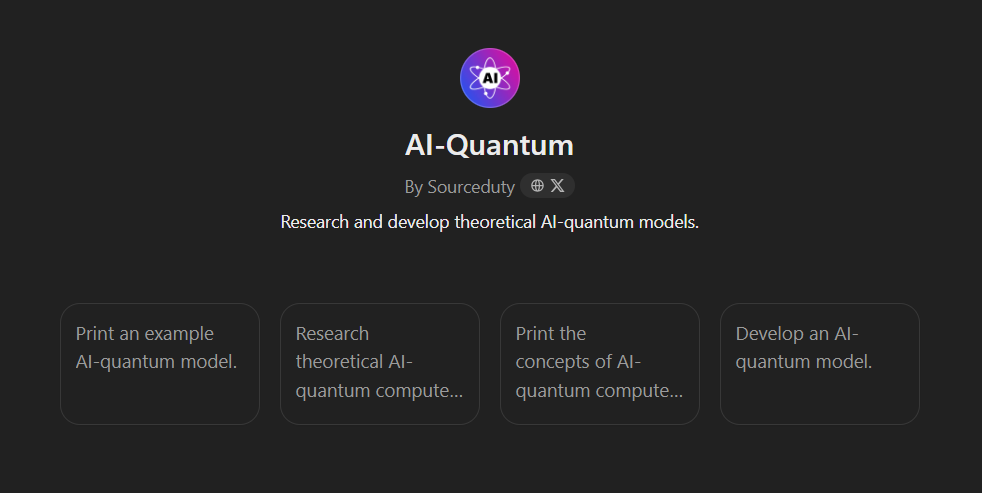 AI
AI-Quantum
By Sourceduty
Research and develop theoretical AI-quantum models.
Print an example
AI-quantum model.
Research
theoretical AI-
quantum compute...
Print the
concepts of AI-
quantum compute...
Develop an AI-
quantum model.